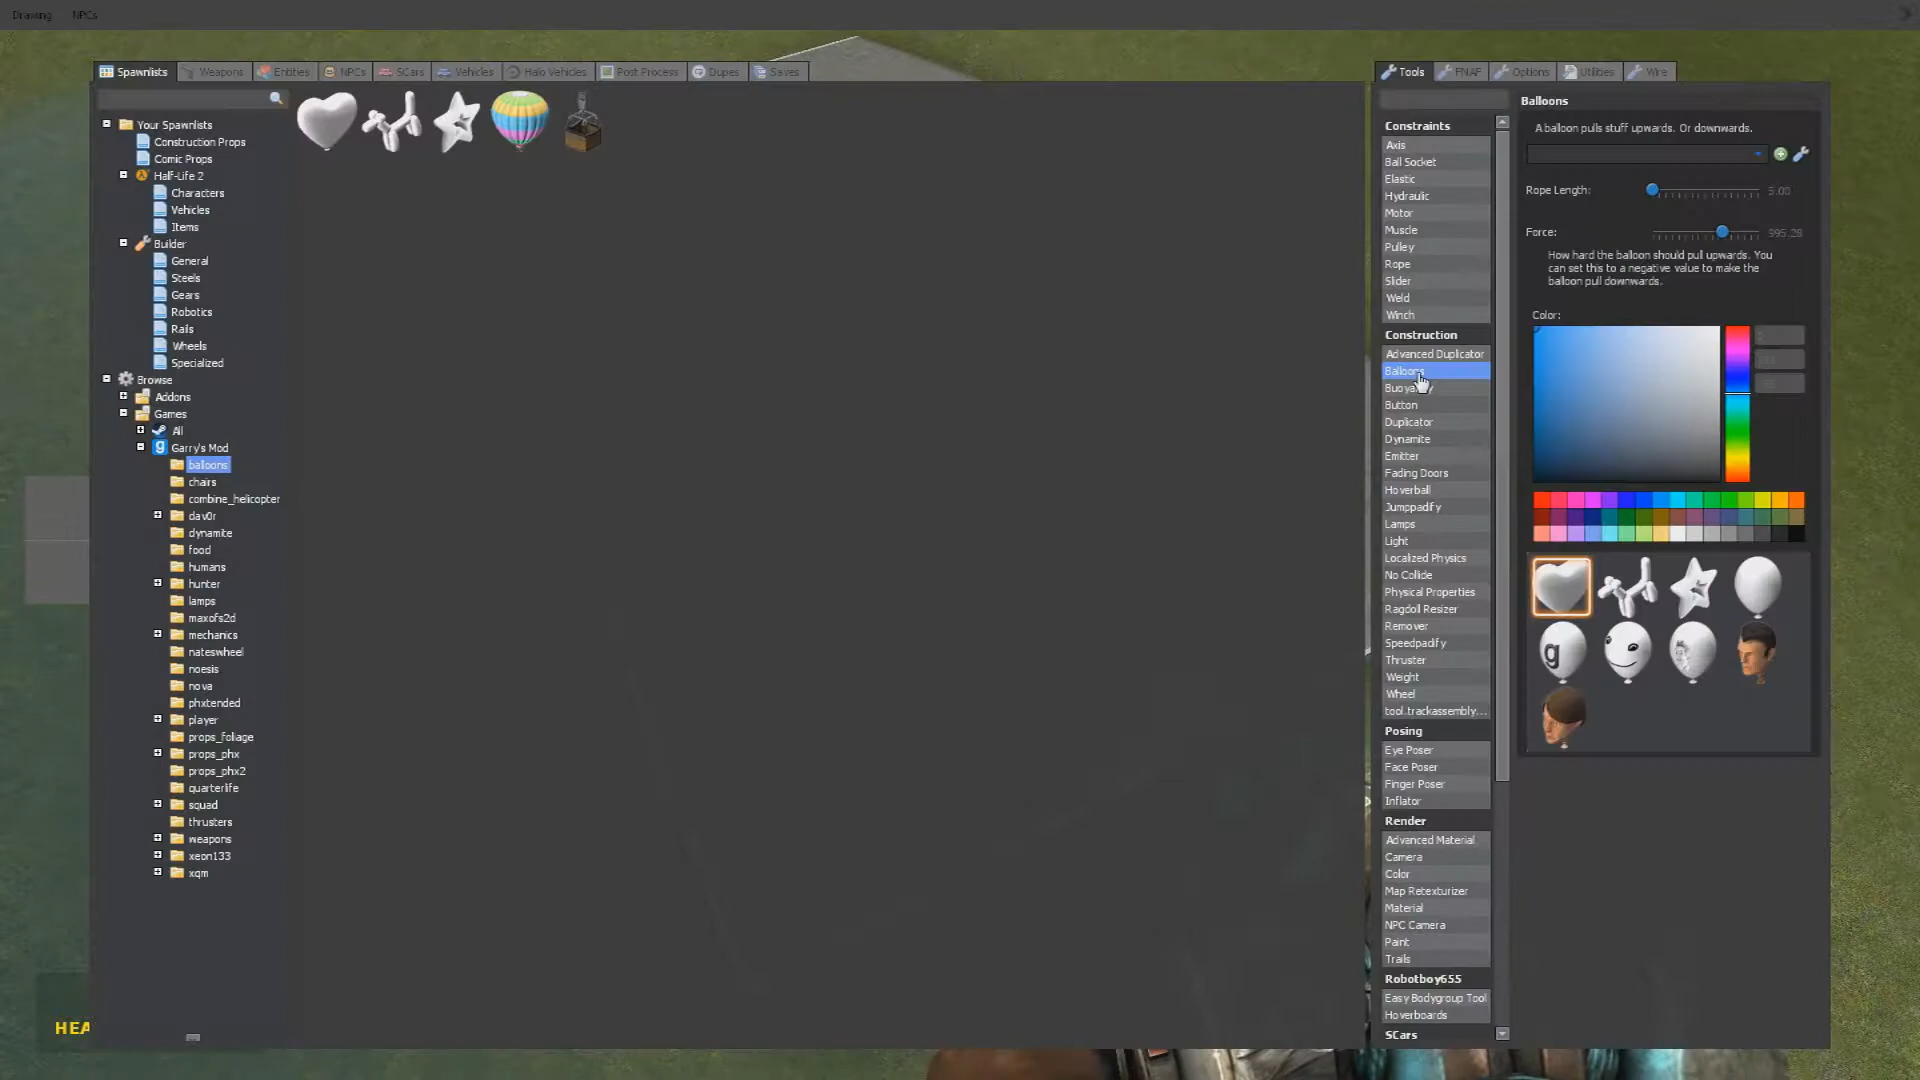 Drawing NPCs
Spawnlists Weapons Entities NPCs SCars Vehicles Halo Vehicles Post Process Dupes Saves
Your Spawnlists
Construction Props
Comic Props
Half-Life 2
Characters
Vehicles
Items
Builder
General
Steels
Gears
Robotics
Rails
Wheels
Specialized
Browse
Addons
Games
All
g Garry's Mod
balloons
chairs
combine_helicopter
dav0r
dynamite
food
humans
hunter
lamps
maxofs2d
mechanics
nateswheel
noesis
nova
phxtended
player
props_foliage
props_phx
props_phx2
quarterlife
squad
thrusters
weapons
xeon133
xqm
HEA
Tools FNAF Options Utilities Wire
Constraints
Axis
Ball Socket
Elastic
Hydraulic
Motor
Muscle
Pulley
Rope
Slider
Weld
Winch
Construction
Advanced Duplicator
Balloons
Button
Duplicator
Dynamite
Emitter
Fading Doors
Hoverball
Jumppadify
Lamps
Light
Localized Physics
No Collide
Physical Properties
Ragdoll Resizer
Remover
Speedpadify
Thruster
Weight
Wheel
tool.trackassembly...
Posing
Eye Poser
Face Poser
Finger Poser
Inflator
Render
Advanced Material
Camera
Color
Map Retexturizer
Material
NPC Camera
Paint
Trails
Robotboy655
Easy Bodygroup Tool
Hoverboards
SCars
Balloons
A balloon pulls stuff upwards. Or downwards.
Rope Length: 5.00
Force: 995.28
How hard the balloon should pull upwards. You
can set this to a negative value to make the
balloon pull downwards.
Color:
g